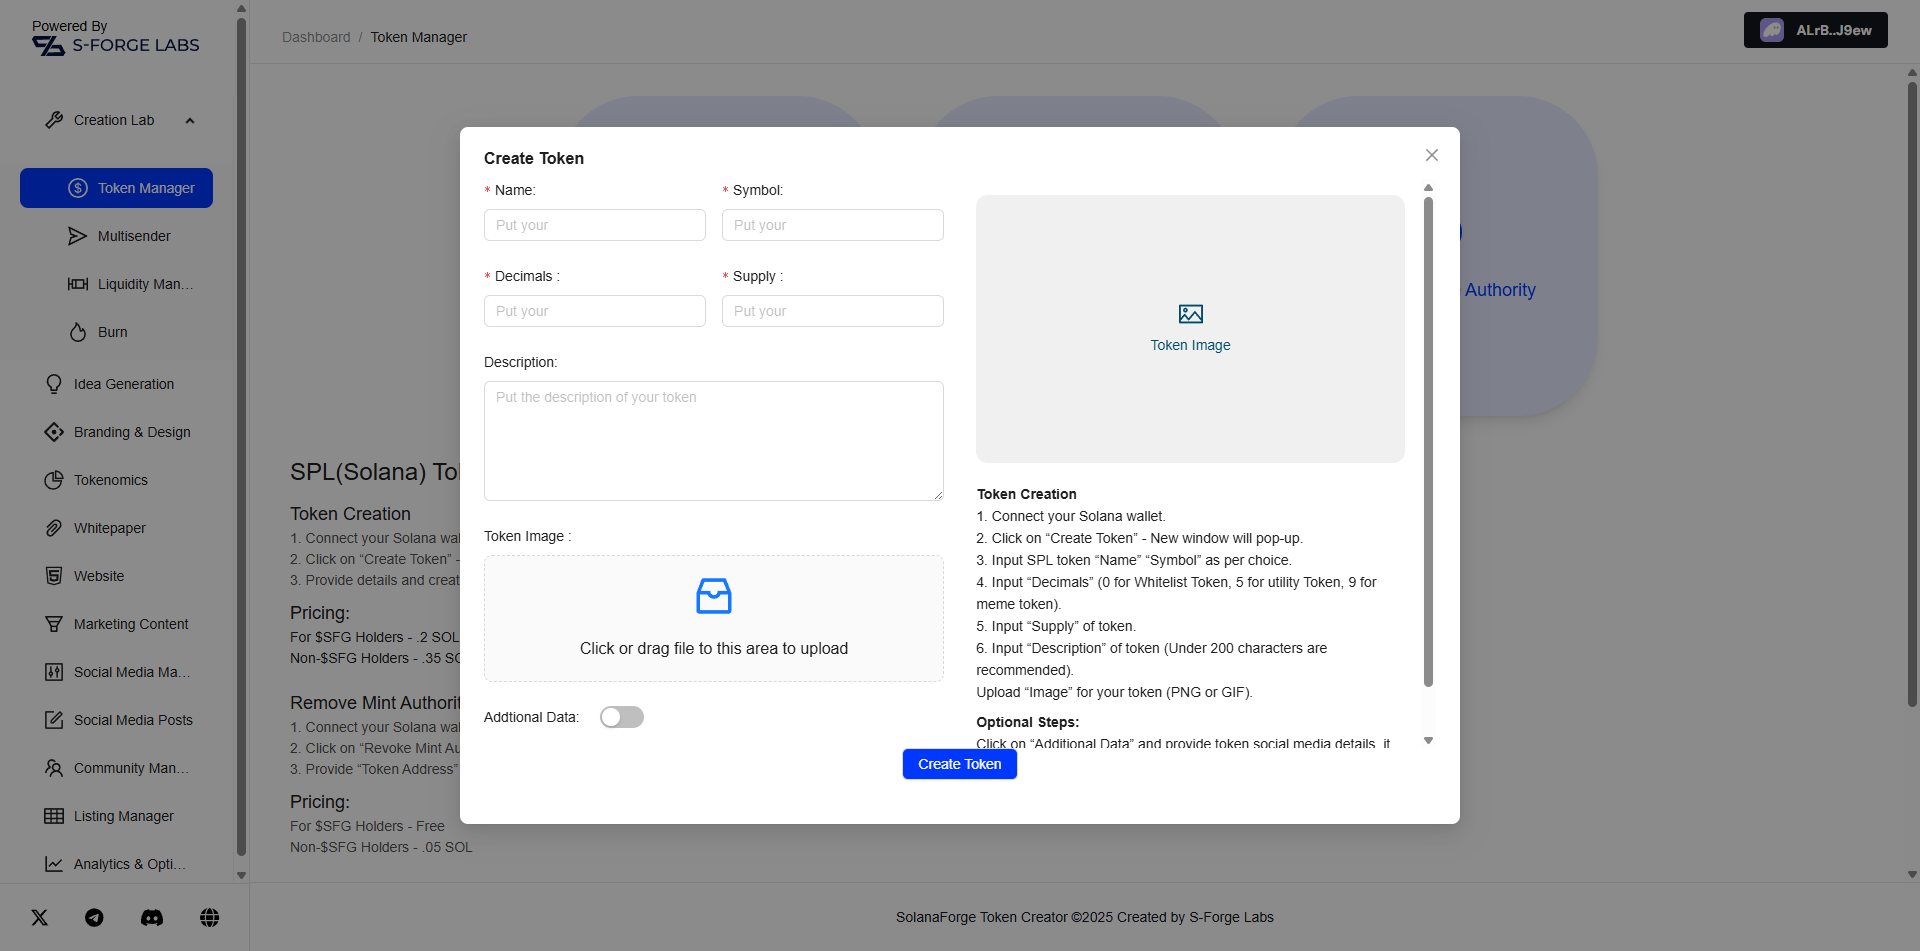 Powered By
S-FORGE LABS
Creation Lab
Token Manager
Multisender
Liquidity Man...
Burn
Idea Generation
Branding & Design
Tokenomics
Whitepaper
Website
Marketing Content
Social Media Ma...
Social Media Posts
Community Man...
Listing Manager
Analytics & Opti...
Dashboard / Token Manager
ALrB..J9ew
Authority
SPL(Solana) To
Token Creation
1. Connect your Solana wal
2. Click on “Create Token” -
3. Provide details and creat
Pricing:
For $SFG Holders - .2 SOL
Non-$SFG Holders - .35 SO
Remove Mint Authorit
1. Connect your Solana wal
2. Click on “Revoke Mint Au
3. Provide “Token Address”
Pricing:
For $SFG Holders - Free
Non-$SFG Holders - .05 SOL
Create Token
* Name:
* Symbol:
Put your
Put your
* Decimals :
* Supply :
Put your
Put your
Description:
Put the description of your token
Token Image :
Click or drag file to this area to upload
Addtional Data:
Token Image
Token Creation
1. Connect your Solana wallet.
2. Click on “Create Token” - New window will pop-up.
3. Input SPL token “Name” “Symbol” as per choice.
4. Input “Decimals” (0 for Whitelist Token, 5 for utility Token, 9 for
meme token).
5. Input “Supply” of token.
6. Input “Description” of token (Under 200 characters are
recommended).
Upload “Image” for your token (PNG or GIF).
Optional Steps:
Click on “Additional Data” and provide token social media details, it
Create Token
SolanaForge Token Creator ©2025 Created by S-Forge Labs